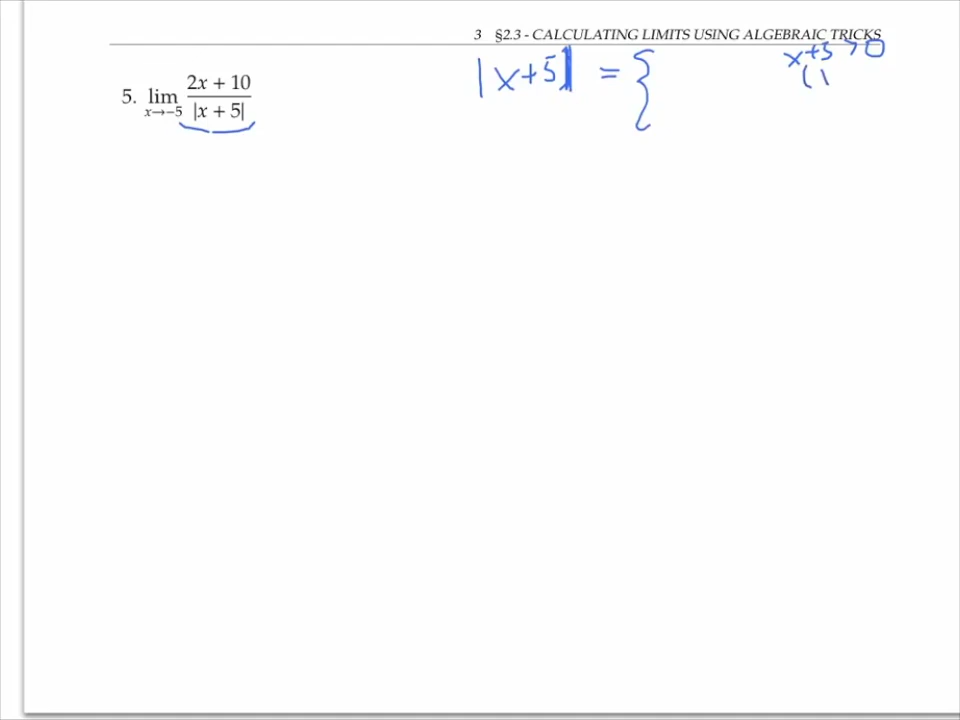 3 §2.3 - CALCULATING LIMITS USING ALGEBRAIC TRICKS
|x+5| = { x+5 > 0
5. lim x→−5 (2x + 10)/|x + 5|